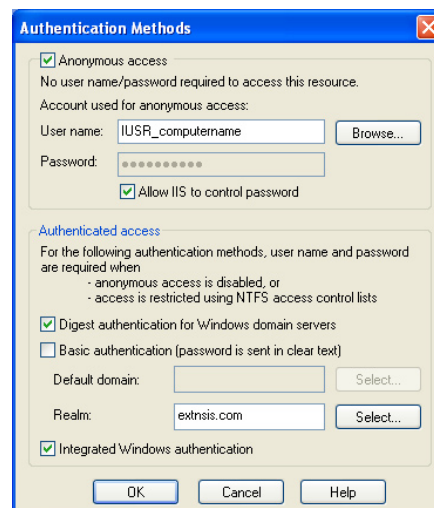 Authentication Methods
Anonymous access
No user name/password required to access this resource.
Account used for anonymous access:
User name: IUSR_computername Browse...
Password: ●●●●●●●●●●
Allow IIS to control password
Authenticated access
For the following authentication methods, user name and password
are required when
- anonymous access is disabled, or
- access is restricted using NTFS access control lists
Digest authentication for Windows domain servers
Basic authentication (password is sent in clear text)
Default domain: Select...
Realm: extnsis.com Select...
Integrated Windows authentication
OK Cancel Help